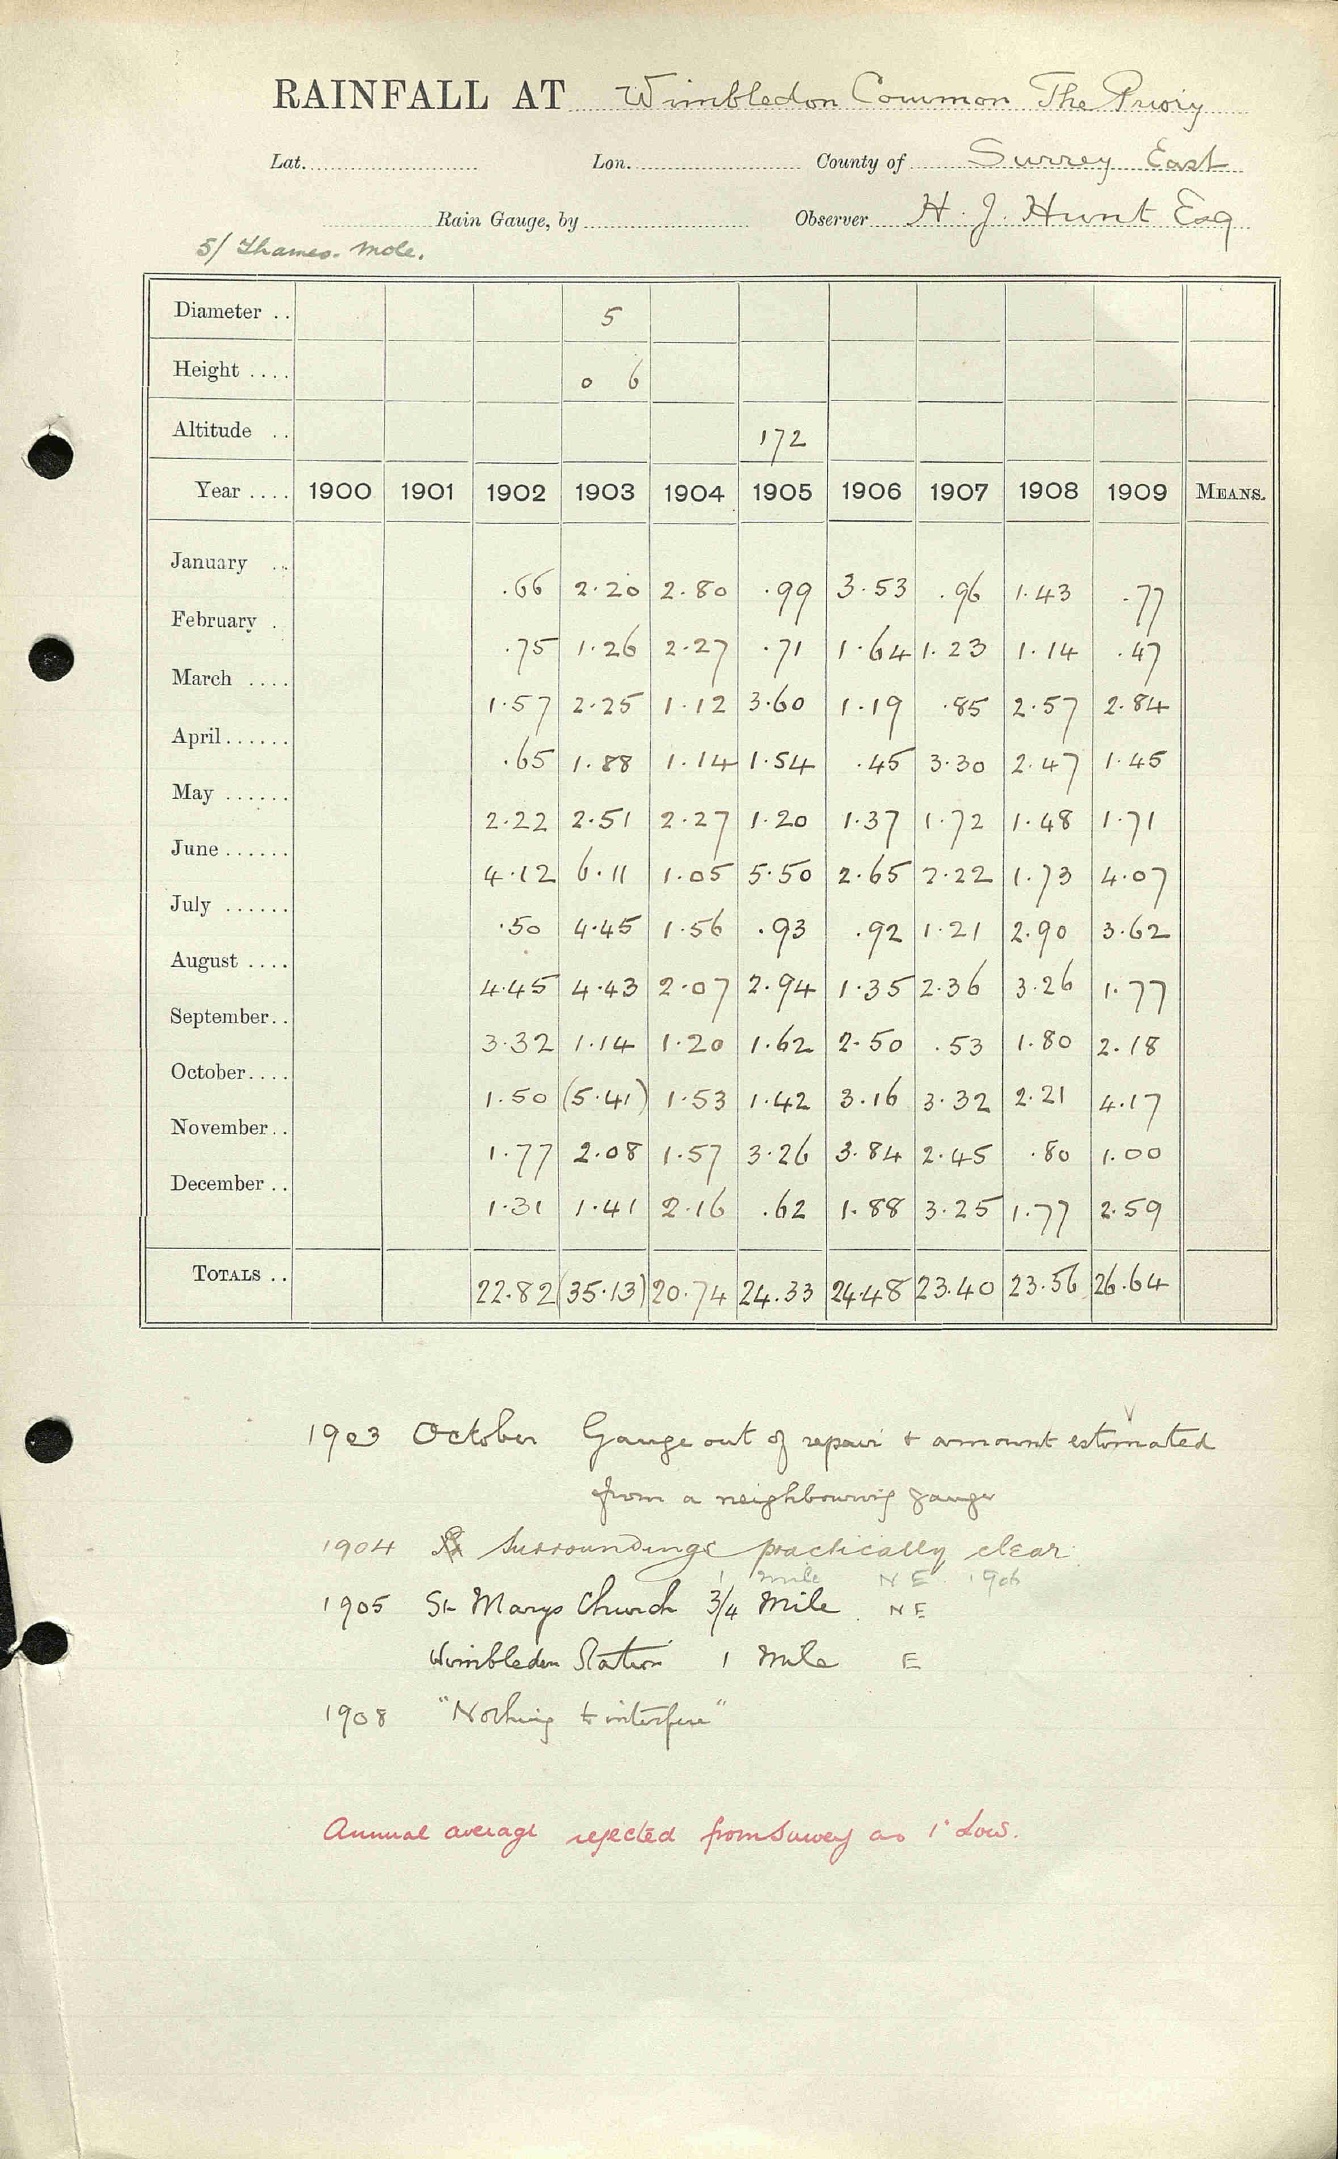 RAINFALL AT Wimbledon Common The Priory
Lat. Lon. County of Surrey East
Rain Gauge, by Observer H. J. Hunt Esq
5/ Thames. Mole.
Diameter .. 5
Height .... 0 6
Altitude .. 172
Year .... 1900 1901 1902 1903 1904 1905 1906 1907 1908 1909 MEANS.
January .. .66 2.20 2.80 .99 3.53 .96 1.43 .77
February . .75 1.26 2.27 .71 1.64 1.23 1.14 .47
March .... 1.57 2.25 1.12 3.60 1.19 .85 2.57 2.84
April...... .65 1.88 1.14 1.54 .45 3.30 2.47 1.45
May ...... 2.22 2.51 2.27 1.20 1.37 1.72 1.48 1.71
June ...... 4.12 6.11 1.05 5.50 2.65 2.22 1.73 4.07
July ...... .50 4.45 1.56 .93 .92 1.21 2.90 3.62
August .... 4.45 4.43 2.07 2.94 1.35 2.36 3.26 1.77
September.. 3.32 1.14 1.20 1.62 2.50 .53 1.80 2.18
October.... 1.50 (5.41) 1.53 1.42 3.16 3.32 2.21 4.17
November.. 1.77 2.08 1.57 3.26 3.84 2.45 .80 1.00
December .. 1.31 1.41 2.16 .62 1.88 3.25 1.77 2.59
TOTALS .. 22.82 (35.13) 20.74 24.33 24.48 23.40 23.56 26.64
1903 October Gauge out of repair + amount estimated
from a neighbouring gauge
1904 Surroundings practically clear
1 mile NE 1906
1905 St Marys Church 3/4 Mile NE
Wimbledon Station 1 Mile E
1908 "Nothing to interfere"
Annual average rejected from Survey as 1" Low.